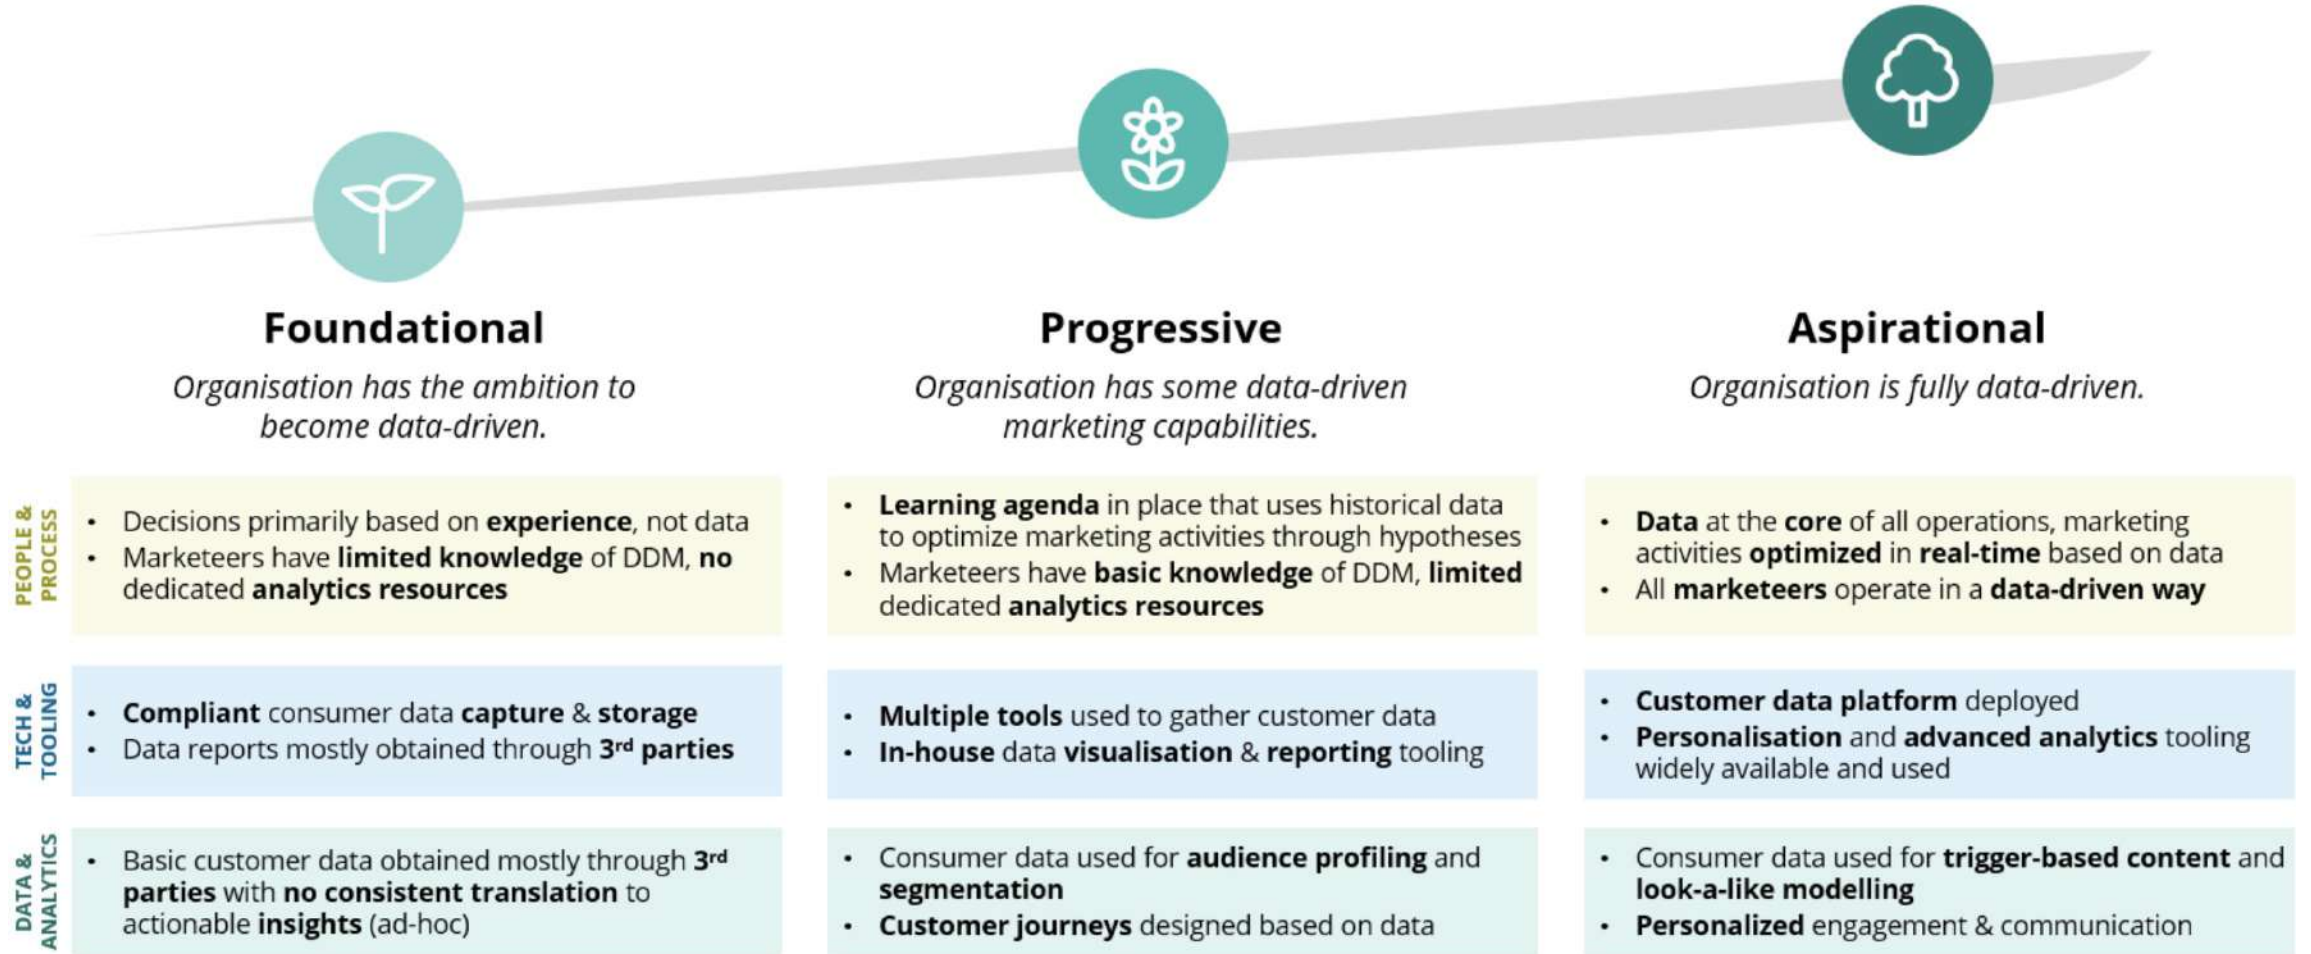 Foundational
Organisation has the ambition to
become data-driven.
Progressive
Organisation has some data-driven
marketing capabilities.
Aspirational
Organisation is fully data-driven.
PEOPLE &
PROCESS
• Decisions primarily based on experience, not data
• Marketeers have limited knowledge of DDM, no
dedicated analytics resources
• Learning agenda in place that uses historical data
to optimize marketing activities through hypotheses
• Marketeers have basic knowledge of DDM, limited
dedicated analytics resources
• Data at the core of all operations, marketing
activities optimized in real-time based on data
• All marketeers operate in a data-driven way
TECH &
TOOLING
• Compliant consumer data capture & storage
• Data reports mostly obtained through 3rd parties
• Multiple tools used to gather customer data
• In-house data visualisation & reporting tooling
• Customer data platform deployed
• Personalisation and advanced analytics tooling
widely available and used
DATA &
ANALYTICS
• Basic customer data obtained mostly through 3rd
parties with no consistent translation to
actionable insights (ad-hoc)
• Consumer data used for audience profiling and
segmentation
• Customer journeys designed based on data
• Consumer data used for trigger-based content and
look-a-like modelling
• Personalized engagement & communication